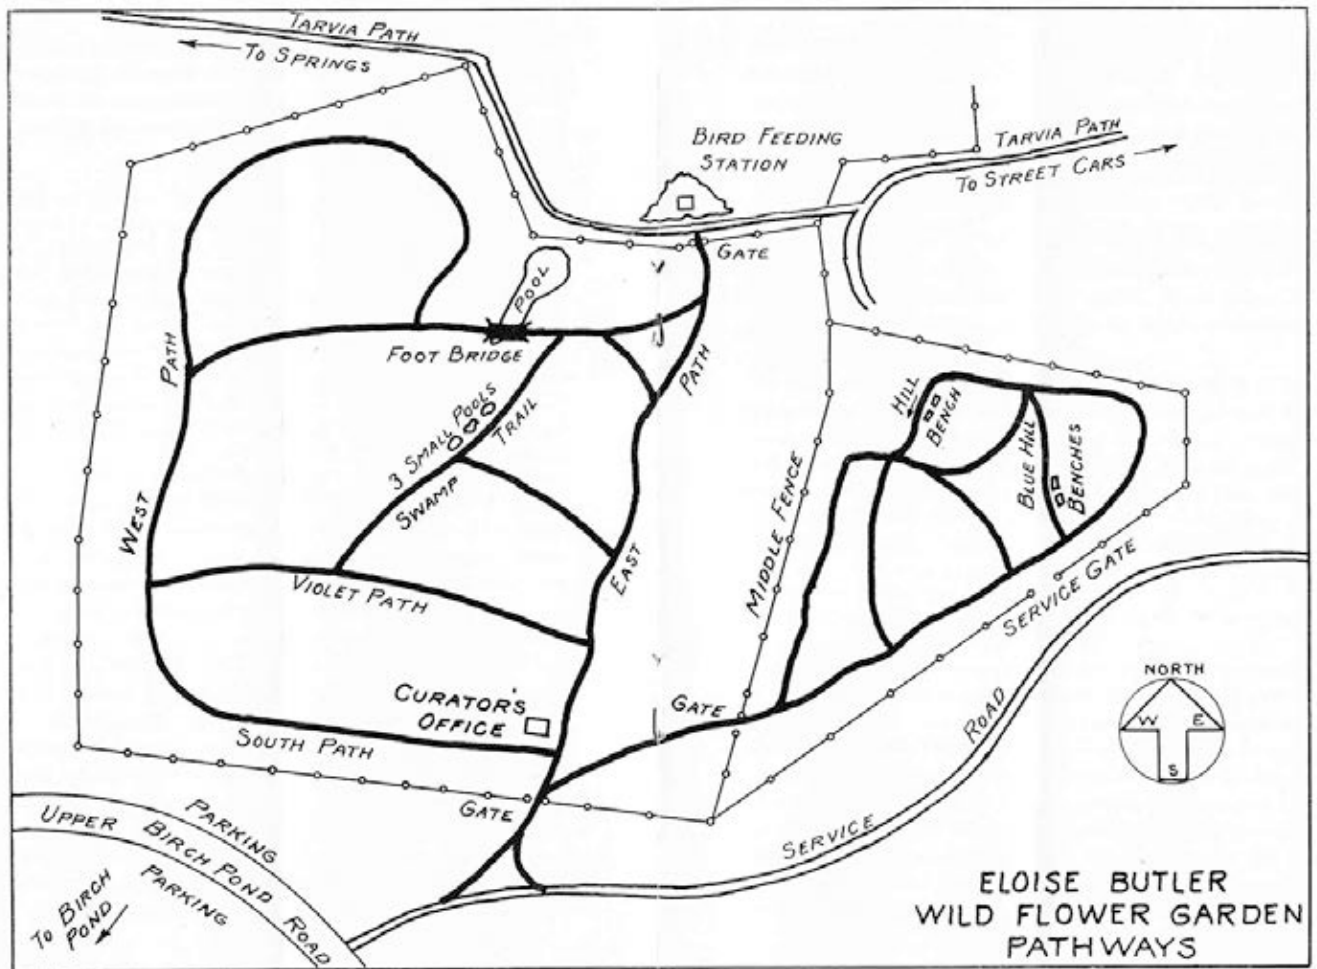 TARVIA PATH
TO SPRINGS
BIRD FEEDING
STATION
TARVIA PATH
TO STREET CARS
GATE
POOL
FOOT BRIDGE
PATH
PATH
HILL
BENCH
3 SMALL POOLS
TRAIL
SWAMP
BLUE HILL
BENCHES
WEST
MIDDLE FENCE
EAST
VIOLET PATH
SERVICE GATE
CURATOR'S
OFFICE
GATE
NORTH
W E
S
SOUTH PATH
ROAD
GATE
PARKING
UPPER BIRCH POND ROAD
PARKING
SERVICE
TO BIRCH
POND
ELOISE BUTLER
WILD FLOWER GARDEN
PATHWAYS